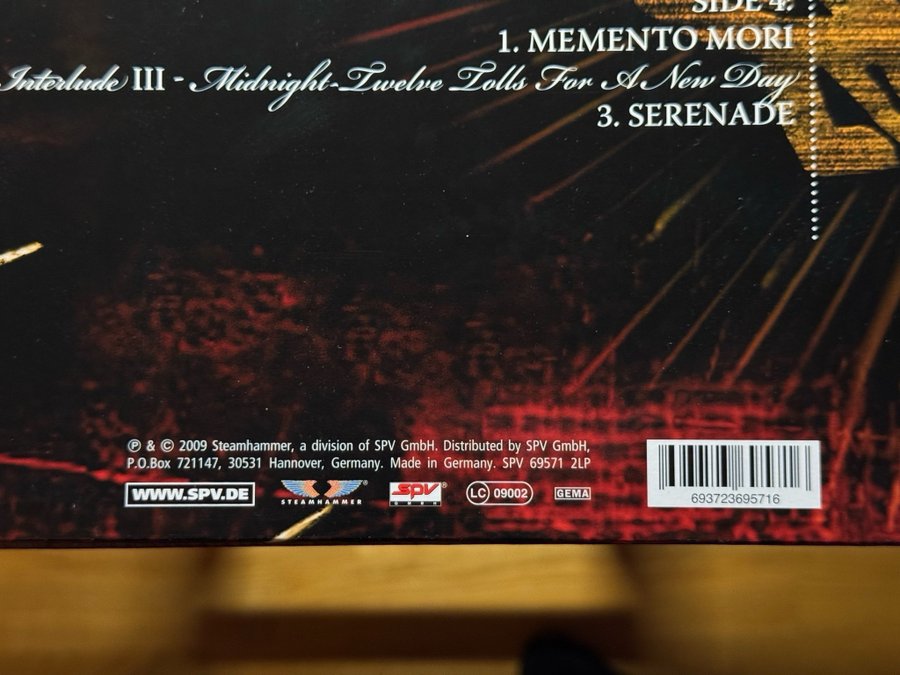 SIDE 4:
1. MEMENTO MORI
Interlude III - Midnight-Twelve Tolls For A New Day
3. SERENADE
℗ & © 2009 Steamhammer, a division of SPV GmbH. Distributed by SPV GmbH,
P.O.Box 721147, 30531 Hannover, Germany. Made in Germany. SPV 69571 2LP
WWW.SPV.DE STEAMHAMMER ® SPV ® GMBH LC 09002 GEMA
693723695716